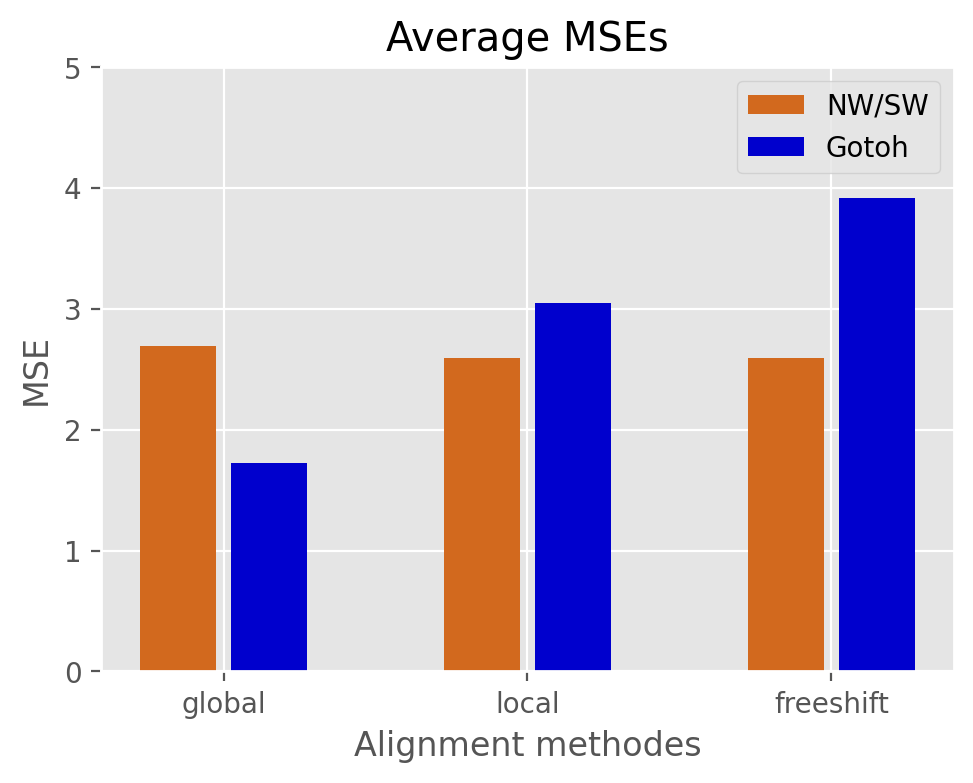 Average MSEs
5
4
3
2
1
0
MSE
NW/SW
Gotoh
global
local
freeshift
Alignment methodes